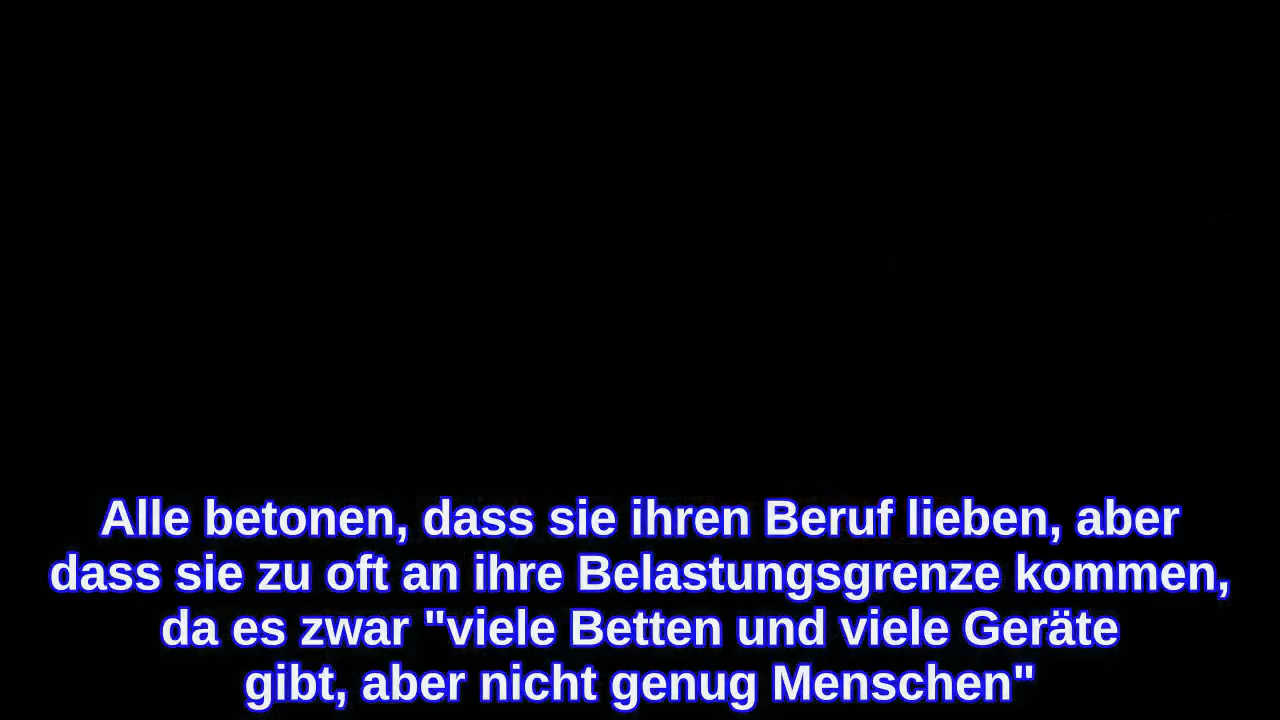 Alle betonen, dass sie ihren Beruf lieben, aber
dass sie zu oft an ihre Belastungsgrenze kommen,
da es zwar "viele Betten und viele Geräte
gibt, aber nicht genug Menschen"